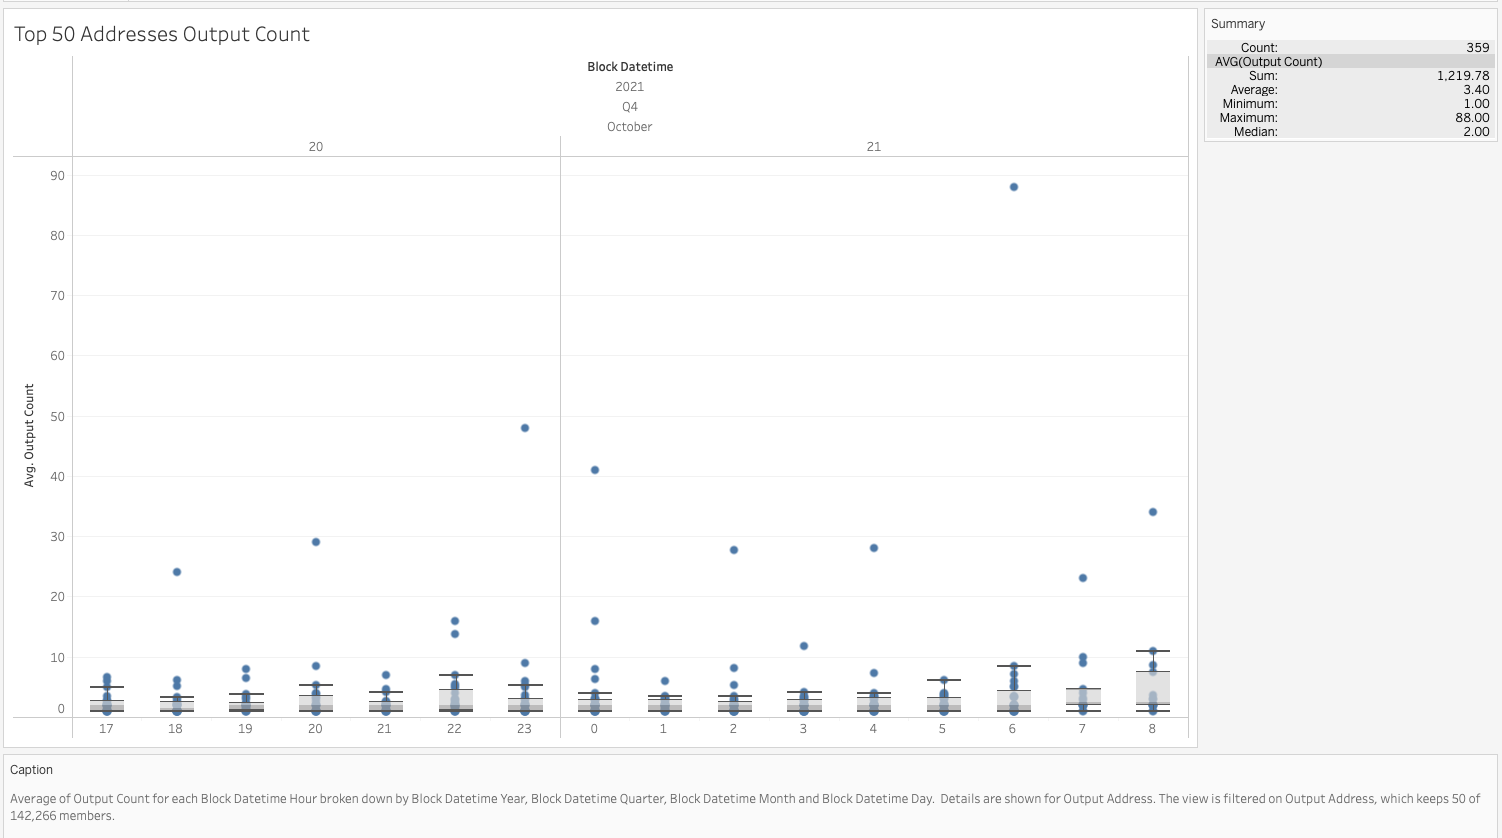 Top 50 Addresses Output Count
Block Datetime
2021
Q4
October
20 21
90
80
70
60
50
40
30
20
10
0
Avg. Output Count
17 18 19 20 21 22 23 0 1 2 3 4 5 6 7 8
Summary
Count: 359
AVG(Output Count)
Sum: 1,219.78
Average: 3.40
Minimum: 1.00
Maximum: 88.00
Median: 2.00
Caption
Average of Output Count for each Block Datetime Hour broken down by Block Datetime Year, Block Datetime Quarter, Block Datetime Month and Block Datetime Day. Details are shown for Output Address. The view is filtered on Output Address, which keeps 50 of
142,266 members.